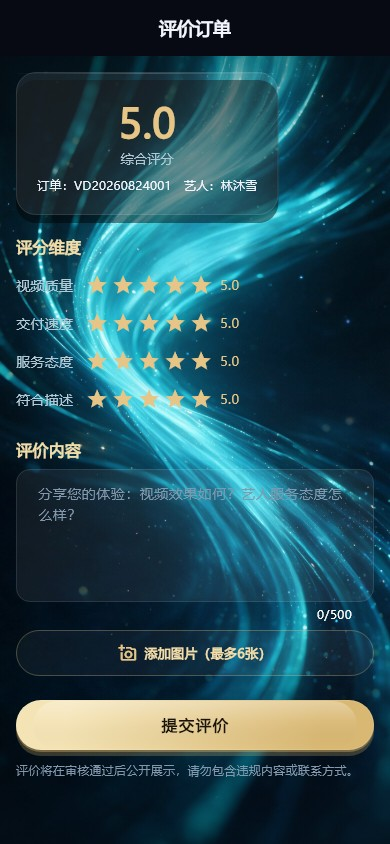 评价订单
5.0
综合评分
订单：VD20260824001 艺人：林沐雪
评分维度
视频质量 5.0
交付速度 5.0
服务态度 5.0
符合描述 5.0
评价内容
分享您的体验：视频效果如何？艺人服务态度怎
么样？
0/500
添加图片（最多6张）
提交评价
评价将在审核通过后公开展示，请勿包含违规内容或联系方式。